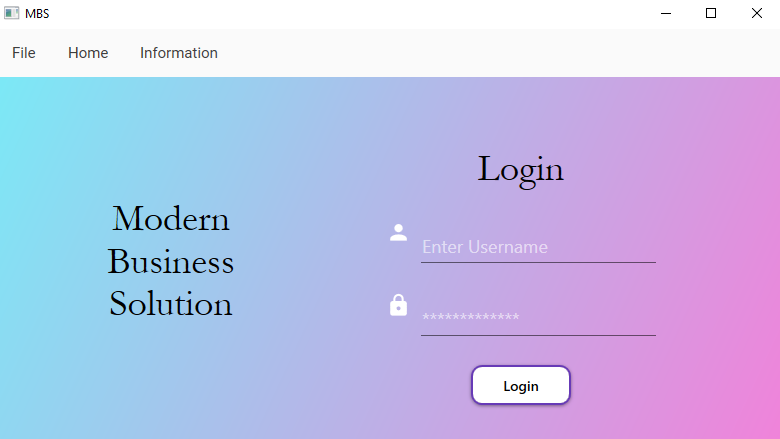 MBS
File Home Information
Login
Modern
Business
Solution
Enter Username
*************
Login